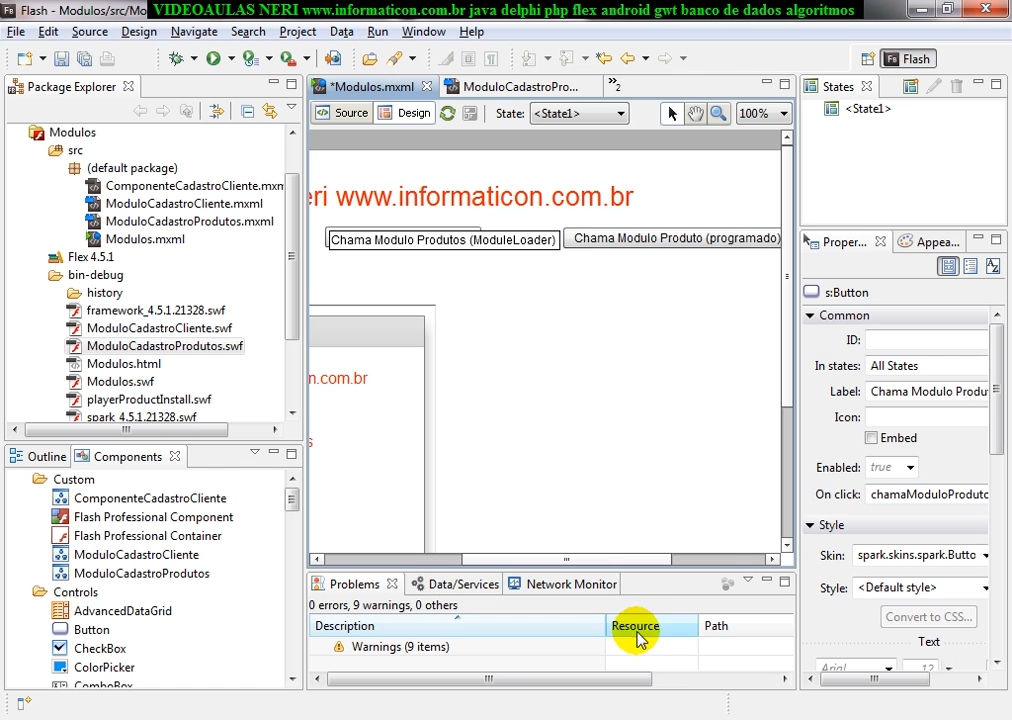 Flash - Modulos/src/Mo
VIDEOAULAS NERI www.informaticon.com.br java delphi php flex android gwt banco de dados algoritmos
File Edit Source Design Navigate Search Project Data Run Window Help
Flash
Package Explorer
Modulos
src
(default package)
ComponenteCadastroCliente.mxm
ModuloCadastroCliente.mxml
ModuloCadastroProdutos.mxml
Modulos.mxml
Flex 4.5.1
bin-debug
history
framework_4.5.1.21328.swf
ModuloCadastroCliente.swf
ModuloCadastroProdutos.swf
Modulos.html
Modulos.swf
playerProductInstall.swf
spark_4.5.1.21328.swf
Outline Components
Custom
ComponenteCadastroCliente
Flash Professional Component
Flash Professional Container
ModuloCadastroCliente
ModuloCadastroProdutos
Controls
AdvancedDataGrid
Button
CheckBox
ColorPicker
ComboBox
*Modulos.mxml ModuloCadastroPro... »2
Source Design State: <State1> 100%
eri www.informaticon.com.br
Chama Modulo Produtos (ModuleLoader) Chama Modulo Produto (programado)
n.com.br
s
Problems Data/Services Network Monitor
0 errors, 9 warnings, 0 others
Description Resource Path
Warnings (9 items)
States
<State1>
Proper... Appea...
s:Button
Common
ID:
In states: All States
Label: Chama Modulo Produ
Icon:
Embed
Enabled: true
On click: chamaModuloProduto
Style
Skin: spark.skins.spark.Butto
Style: <Default style>
Convert to CSS...
Text
Arial 12